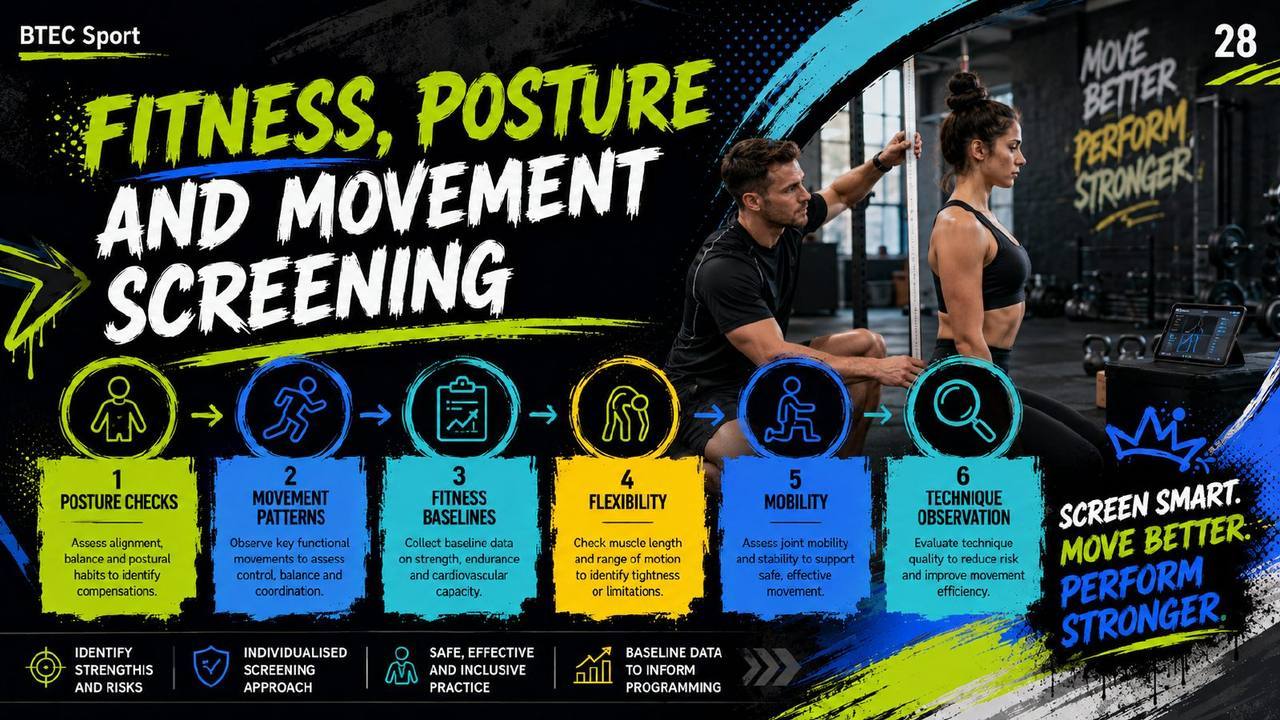 BTEC Sport
28
FITNESS, POSTURE
AND MOVEMENT
SCREENING
MOVE
BETTER
PERFORM
STRONGER.
1
POSTURE CHECKS
Assess alignment,
balance and postural
habits to identify
compensations.
2
MOVEMENT
PATTERNS
Observe key functional
movements to assess
control, balance and
coordination.
3
FITNESS
BASELINES
Collect baseline data
on strength, endurance
and cardiovascular
capacity.
4
FLEXIBILITY
Check muscle length
and range of motion
to identify tightness
or limitations.
5
MOBILITY
Assess joint mobility
and stability to support
safe, effective
movement.
6
TECHNIQUE
OBSERVATION
Evaluate technique
quality to reduce risk
and improve movement
efficiency.
SCREEN SMART.
MOVE BETTER.
PERFORM
STRONGER.
IDENTIFY
STRENGTHIS
AND RISKS
INDIVIDUALISED
SCREENING
APPROACH
SAFE, EFFECTIVE
AND INCLUSIVE
PRACTICE
BASELINE DATA
TO INFORM
PROGRAMMING